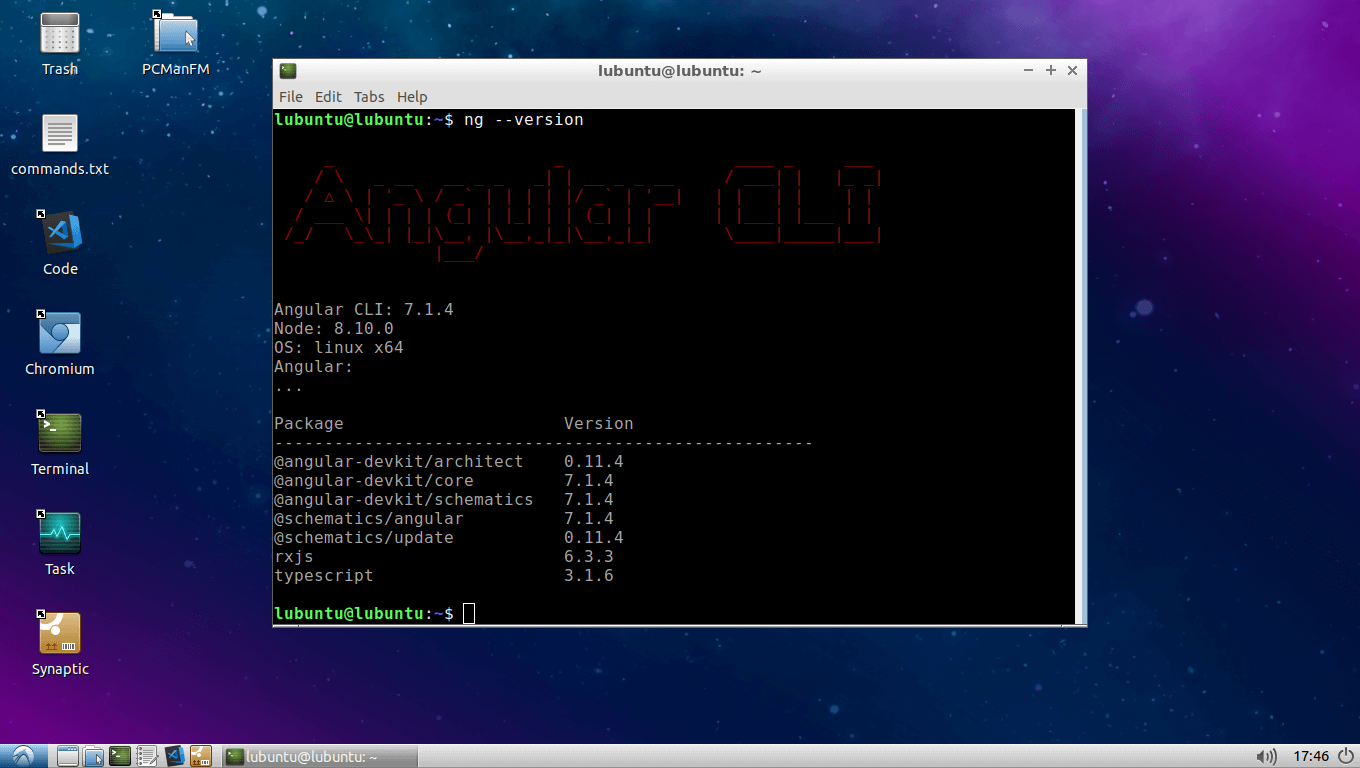 Trash
PCManFM
commands.txt
Code
Chromium
Terminal
Task
Synaptic
lubuntu@lubuntu: ~
File Edit Tabs Help
lubuntu@lubuntu:~$ ng --version
Angular CLI
Angular CLI: 7.1.4
Node: 8.10.0
OS: linux x64
Angular:
...
Package Version
------------------------------------------------------
@angular-devkit/architect 0.11.4
@angular-devkit/core 7.1.4
@angular-devkit/schematics 7.1.4
@schematics/angular 7.1.4
@schematics/update 0.11.4
rxjs 6.3.3
typescript 3.1.6
lubuntu@lubuntu:~$
lubuntu@lubuntu: ~
17:46